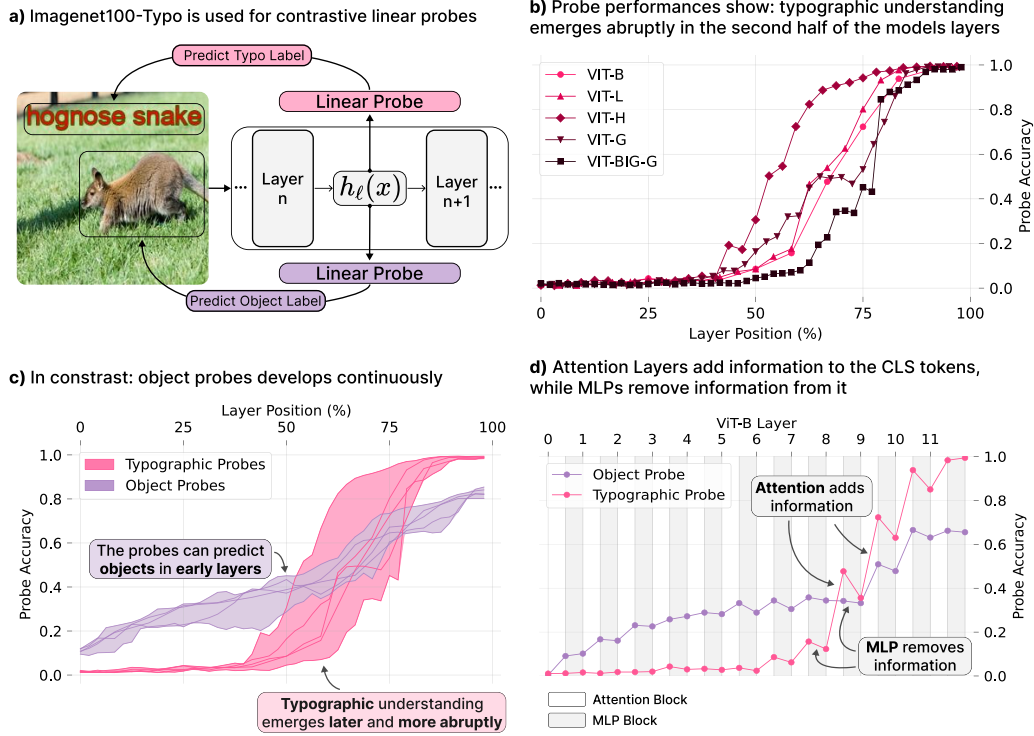 a) Imagenet100-Typo is used for contrastive linear probes
Predict Typo Label
Linear Probe
hognose snake
...
Layer
n
hℓ(x)
Layer
n+1
...
Linear Probe
Predict Object Label
b) Probe performances show: typographic understanding
emerges abruptly in the second half of the models layers
VIT-B
VIT-L
VIT-H
VIT-G
VIT-BIG-G
1.0
0.8
0.6
0.4
0.2
0.0
Probe Accuracy
0 25 50 75 100
Layer Position (%)
c) In constrast: object probes develops continuously
Layer Position (%)
0 25 50 75 100
1.0
0.8
0.6
0.4
0.2
0.0
Probe Accuracy
Typographic Probes
Object Probes
The probes can predict
objects in early layers
Typographic understanding
emerges later and more abruptly
d) Attention Layers add information to the CLS tokens,
while MLPs remove information from it
ViT-B Layer
0 1 2 3 4 5 6 7 8 9 10 11
Object Probe
Typographic Probe
Attention adds
information
MLP removes
information
1.0
0.8
0.6
0.4
0.2
0.0
Probe Accuracy
Attention Block
MLP Block